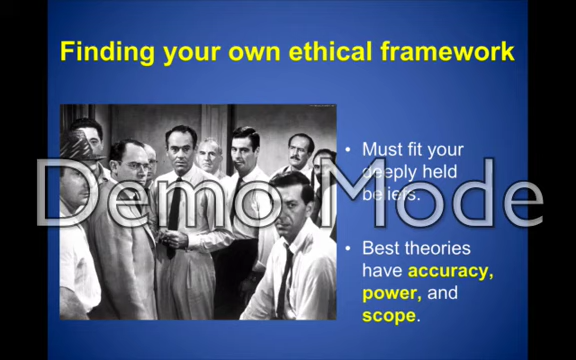 Finding your own ethical framework
• Must fit your
deeply held
beliefs.
Demo Mode
• Best theories
have accuracy,
power, and
scope.